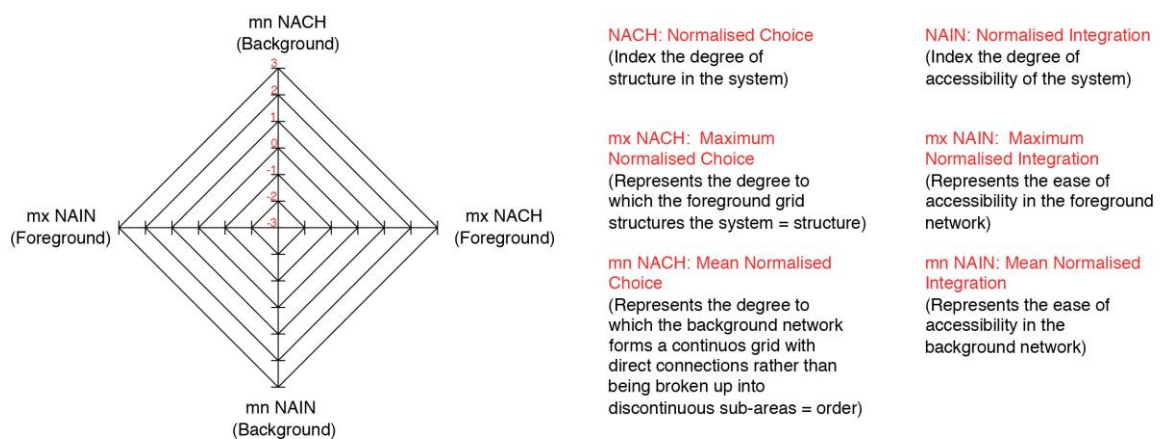 mn NACH
(Background)
3
2
1
0
-1
-2
-3
mx NAIN
(Foreground)
mx NACH
(Foreground)
mn NAIN
(Background)
NACH: Normalised Choice
(Index the degree of
structure in the system)
mx NACH:  Maximum
Normalised Choice
(Represents the degree to
which the foreground grid
structures the system = structure)
mn NACH: Mean Normalised
Choice
(Represents the degree to
which the background network
forms a continuos grid with
direct connections rather than
being broken up into
discontinuous sub-areas = order)
NAIN: Normalised Integration
(Index the degree of
accessibility of the system)
mx NAIN:  Maximum
Normalised Integration
(Represents the ease of
accessibility in the foreground
network)
mn NAIN: Mean Normalised
Integration
(Represents the ease of
accessibility in the
background network)